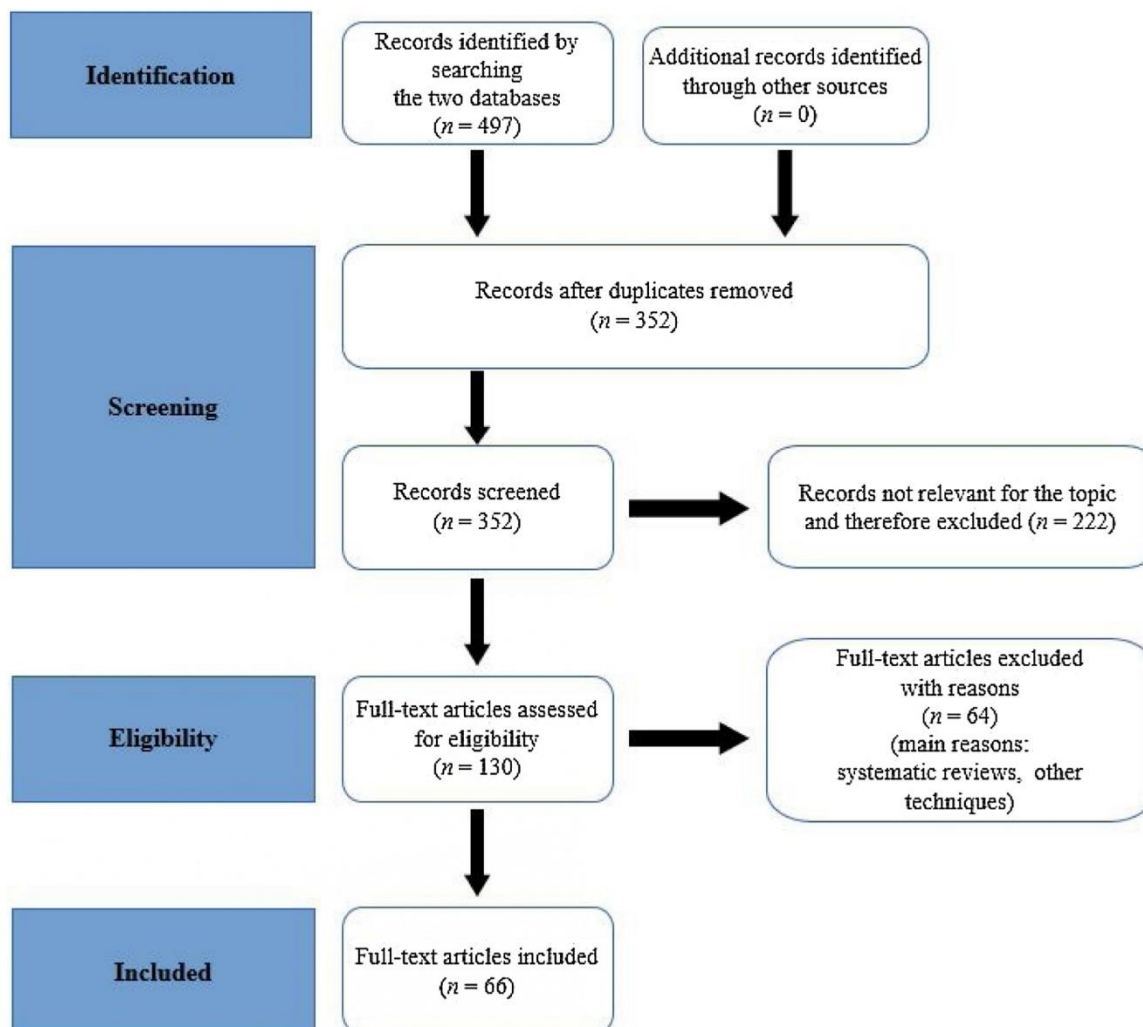 Identification
Records identified by
searching
the two databases
(n = 497)
Additional records identified
through other sources
(n = 0)
Screening
Records after duplicates removed
(n = 352)
Records screened
(n = 352)
Records not relevant for the topic
and therefore excluded (n = 222)
Eligibility
Full-text articles assessed
for eligibility
(n = 130)
Full-text articles excluded
with reasons
(n = 64)
(main reasons:
systematic reviews, other
techniques)
Included
Full-text articles included
(n = 66)